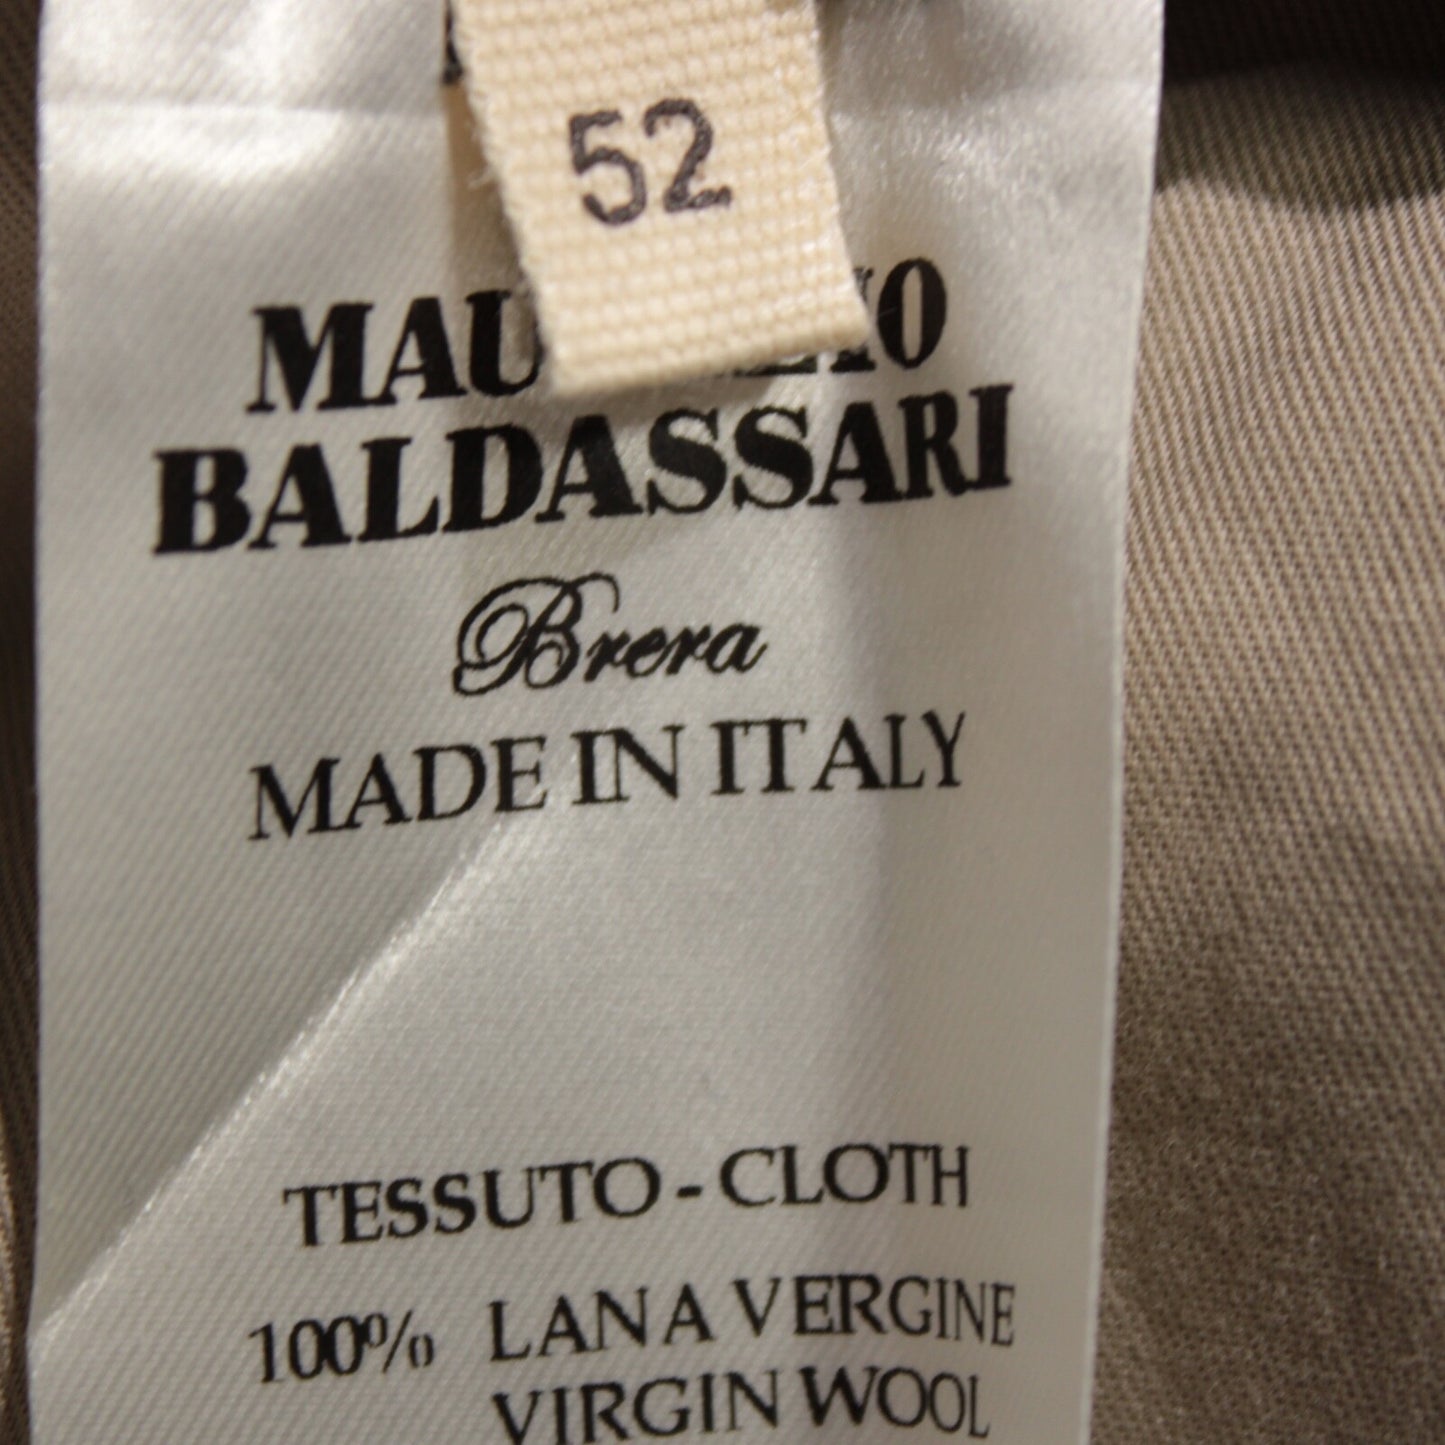 52
BALDASSARI
Brera
MADE IN ITALY
TESSUTO - CLOTH
100% LANA VERGINE
VIRGIN WOOL